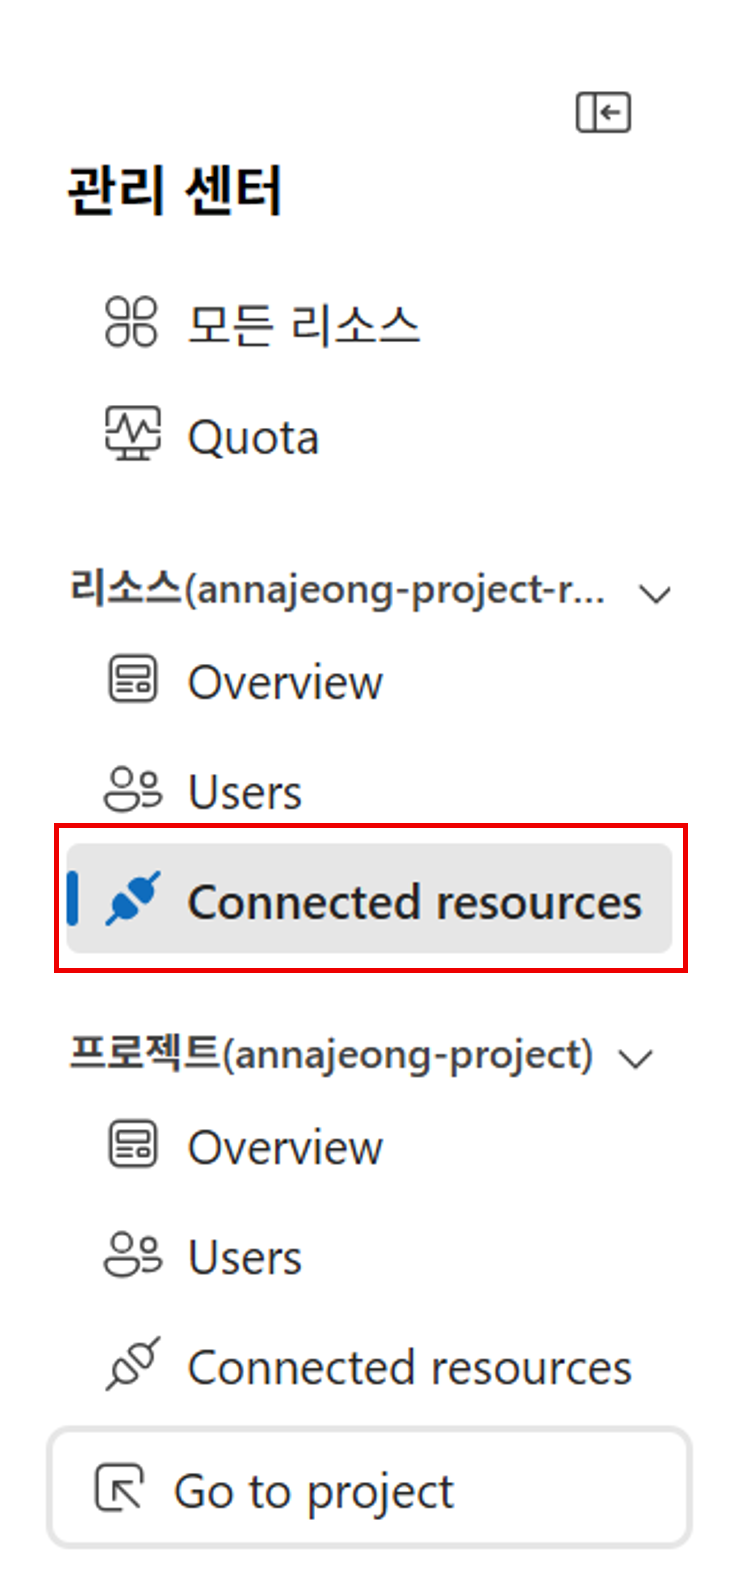 관리 센터
모든 리소스
Quota
리소스(annajeong-project-r...
Overview
Users
Connected resources
프로젝트(annajeong-project)
Overview
Users
Connected resources
Go to project